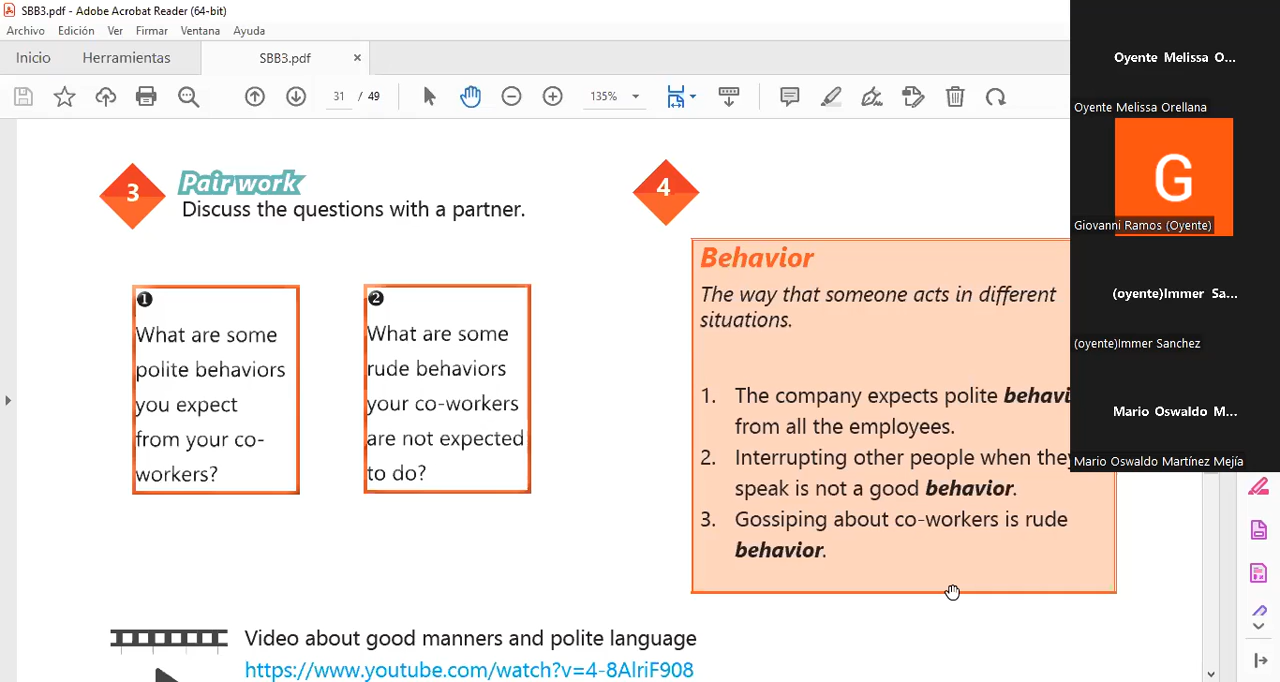 SBB3.pdf - Adobe Acrobat Reader (64-bit)
Archivo Edición Ver Firmar Ventana Ayuda
Inicio Herramientas SBB3.pdf ×
31 / 49 135%
3
Pair work
Discuss the questions with a partner.
1
What are some
polite behaviors
you expect
from your co-
workers?
2
What are some
rude behaviors
your co-workers
are not expected
to do?
4
Behavior
The way that someone acts in different
situations.
1. The company expects polite behavi
from all the employees.
2. Interrupting other people when they
speak is not a good behavior.
3. Gossiping about co-workers is rude
behavior.
Video about good manners and polite language
https://www.youtube.com/watch?v=4-8AlriF908
Oyente Melissa O...
Oyente Melissa Orellana
G
Giovanni Ramos (Oyente)
(oyente)Immer Sa...
(oyente)Immer Sanchez
Mario Oswaldo M...
Mario Oswaldo Martínez Mejía